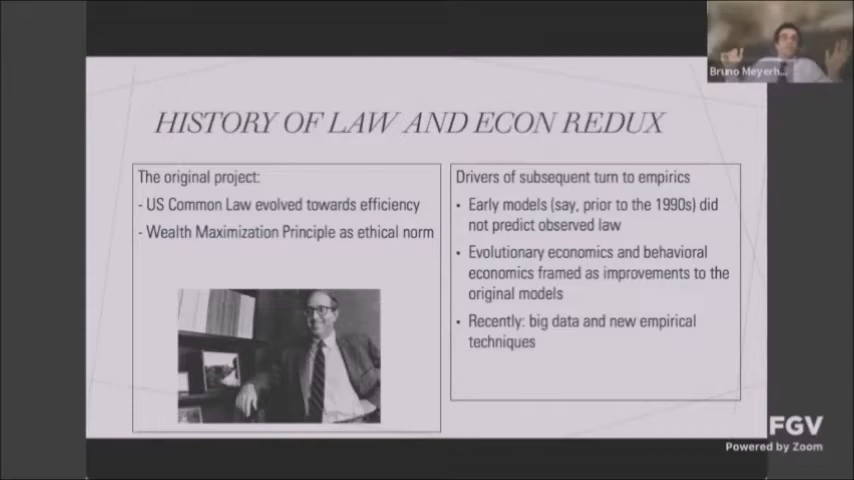 Bruno Meyerh...
HISTORY OF LAW AND ECON REDUX
The original project:
- US Common Law evolved towards efficiency
- Wealth Maximization Principle as ethical norm
Drivers of subsequent turn to empirics
• Early models (say, prior to the 1990s) did
not predict observed law
• Evolutionary economics and behavioral
economics framed as improvements to the
original models
• Recently: big data and new empirical
techniques
FGV
Powered by Zoom